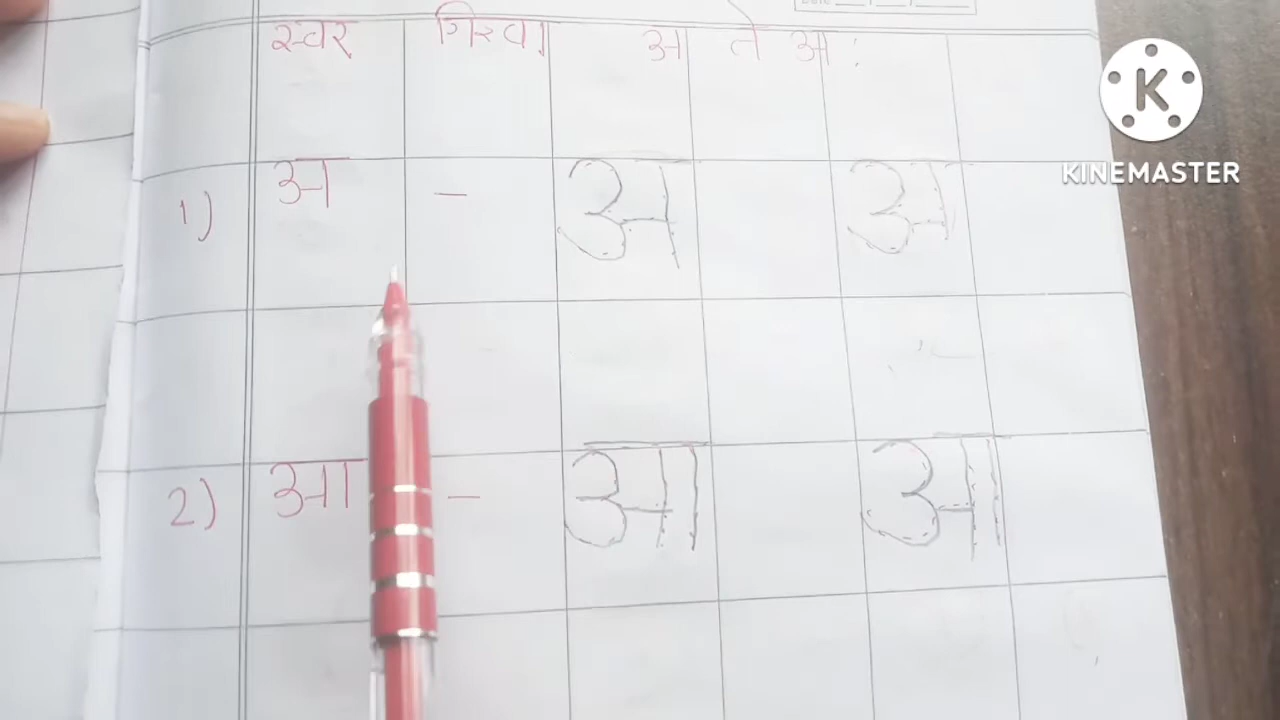 स्वर गिरवा अ ते अः
1) अ - अ अ
2) आ - आ आ
K
KINEMASTER